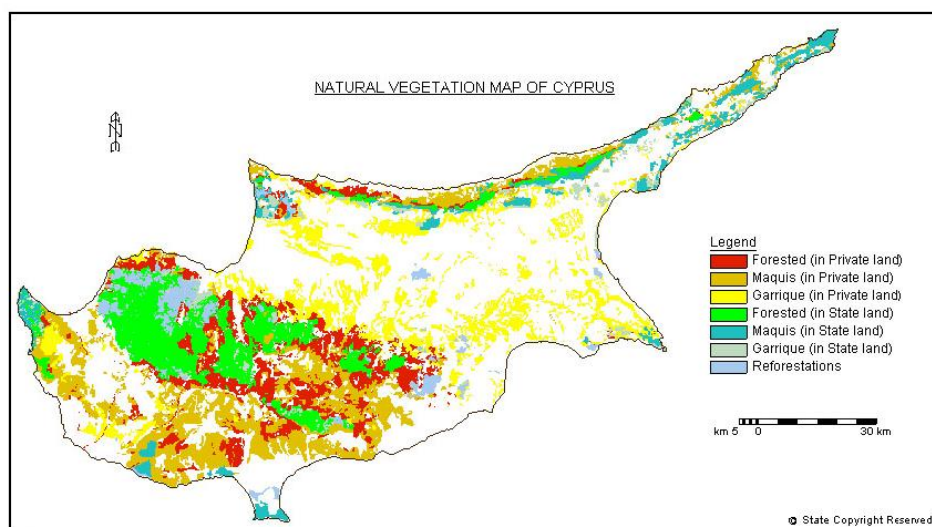 NATURAL VEGETATION MAP OF CYPRUS
N
Legend
Forested (in Private land)
Maquis (in Private land)
Garrique (in Private land)
Forested (in State land)
Maquis (in State land)
Garrique (in State land)
Reforestations
km 5 0 30 km
© State Copyright Reserved